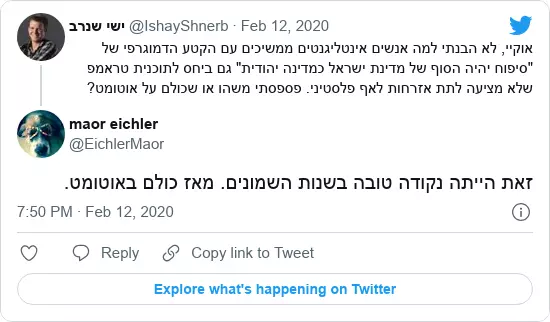 ישי שנרב @IshayShnerb · Feb 12, 2020
אוקיי, לא הבנתי למה אנשים אינטליגנטים ממשיכים עם הקטע הדמוגרפי של
"סיפוח יהיה הסוף של מדינת ישראל כמדינה יהודית" גם ביחס לתוכנית טראמפ
שלא מציעה לתת אזרחות לאף פלסטיני. פספסתי משהו או שכולם על אוטומט?
maor eichler
@EichlerMaor
זאת הייתה נקודה טובה בשנות השמונים. מאז כולם באוטומט.
7:50 PM · Feb 12, 2020
Reply Copy link to Tweet
Explore what's happening on Twitter